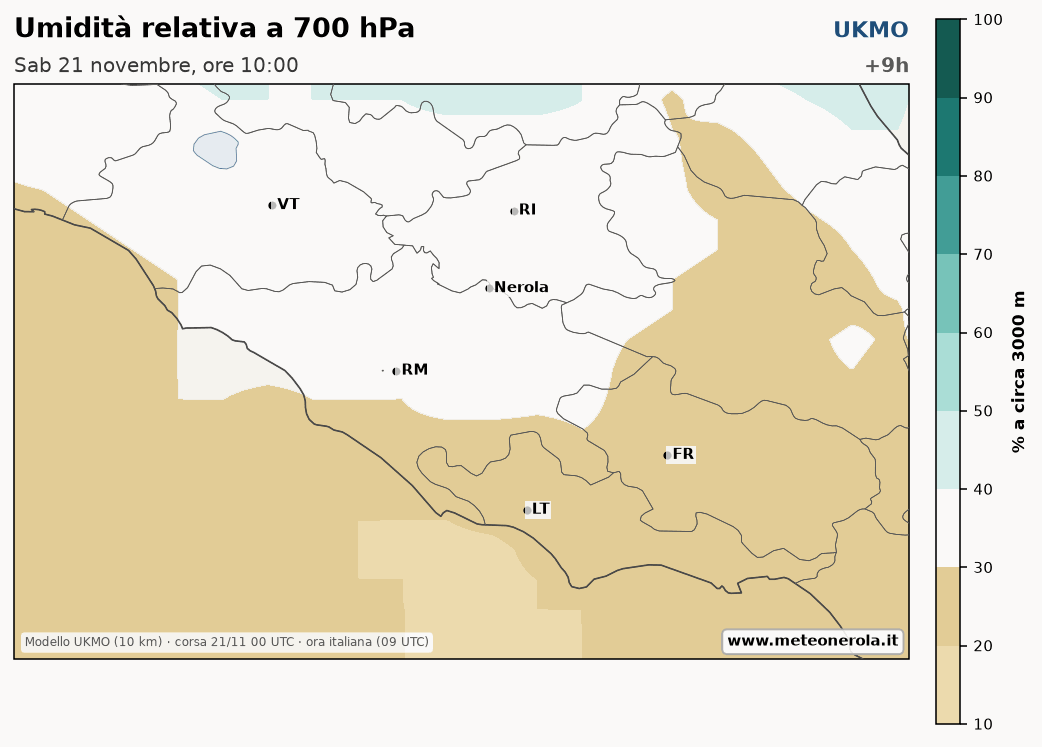 Umidità relativa a 700 hPa
UKMO
Sab 21 novembre, ore 10:00
+9h
VT
RI
Nerola
RM
FR
LT
Modello UKMO (10 km) · corsa 21/11 00 UTC · ora italiana (09 UTC)
www.meteonerola.it
100
90
80
70
60
50
40
30
20
10
% a circa 3000 m